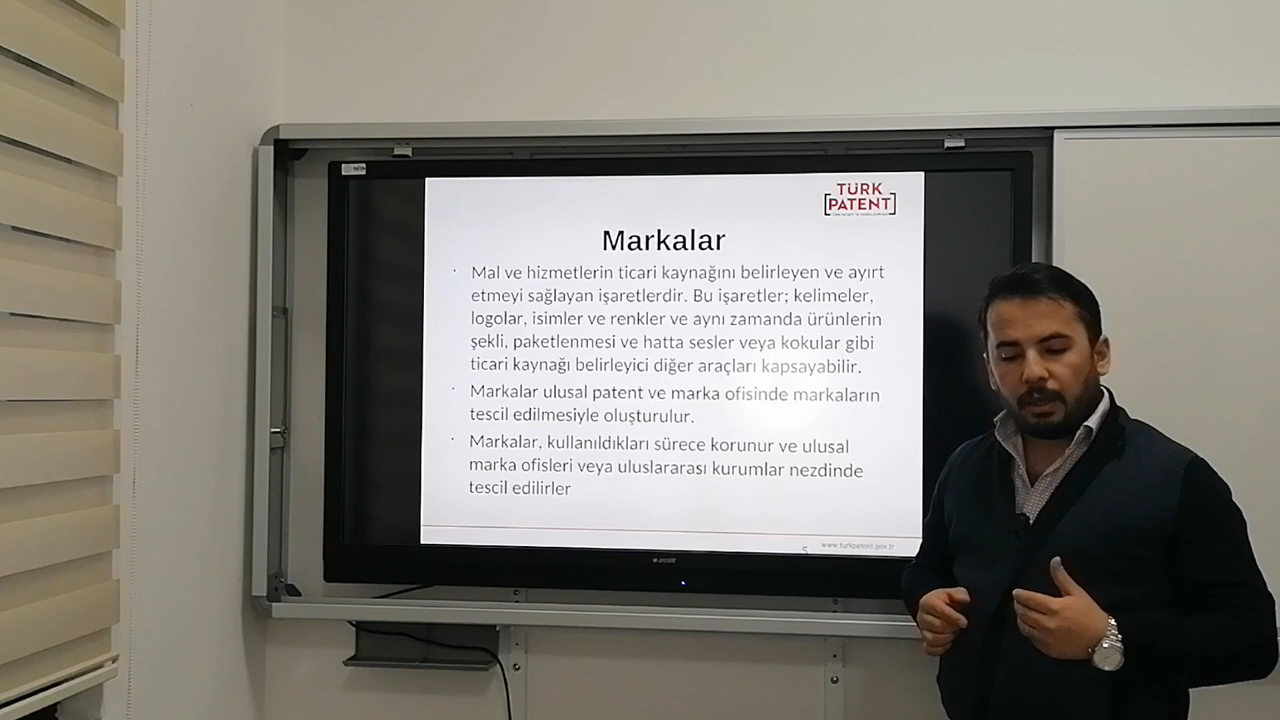 TÜRK
PATENT
Markalar
Mal ve hizmetlerin ticari kaynağını belirleyen ve ayırt
etmeyi sağlayan işaretlerdir. Bu işaretler; kelimeler,
logolar, isimler ve renkler ve aynı zamanda ürünlerin
şekli, paketlenmesi ve hatta sesler veya kokular gibi
ticari kaynağı belirleyici diğer araçları kapsayabilir.
Markalar ulusal patent ve marka ofisinde markaların
tescil edilmesiyle oluşturulur.
Markalar, kullanıldıkları sürece korunur ve ulusal
marka ofisleri veya uluslararası kurumlar nezdinde
tescil edilirler
5 www.turkpatent.gov.tr
arçelik